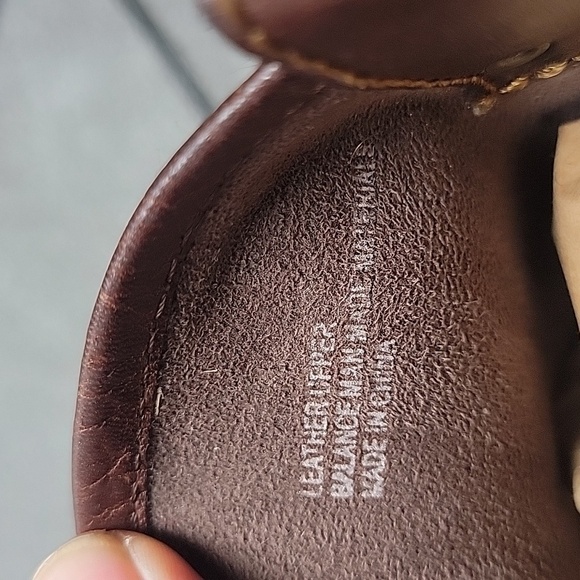 LEATHER UPPER
BALANCE MAN MADE MATERIALS
MADE IN CHINA